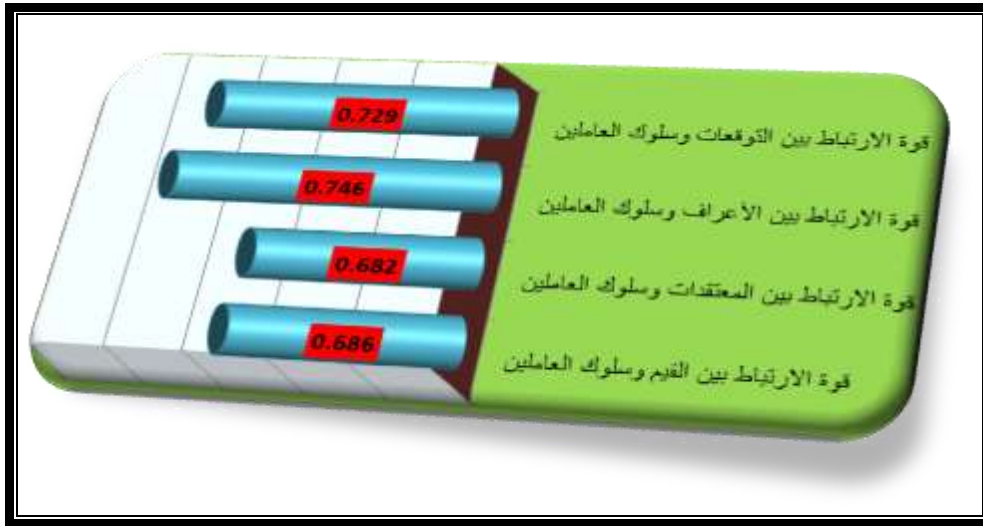 قوة الارتباط بين التوقعات وسلوك العاملين
0.729
قوة الارتباط بين الأعراف وسلوك العاملين
0.746
قوة الارتباط بين المعتقدات وسلوك العاملين
0.682
قوة الارتباط بين القيم وسلوك العاملين
0.686